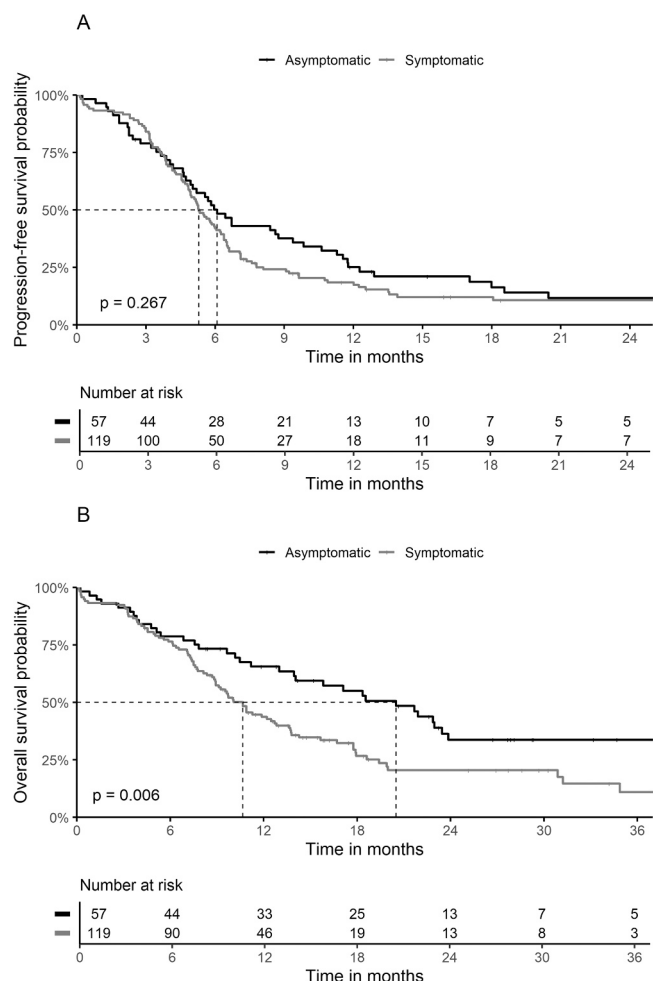 A
Asymptomatic Symptomatic
Progression-free survival probability
100%
75%
50%
25%
0%
p = 0.267
0 3 6 9 12 15 18 21 24
Time in months
Number at risk
57 44 28 21 13 10 7 5 5
119 100 50 27 18 11 9 7 7
0 3 6 9 12 15 18 21 24
Time in months
B
Asymptomatic Symptomatic
Overall survival probability
100%
75%
50%
25%
0%
p = 0.006
0 6 12 18 24 30 36
Time in months
Number at risk
57 44 33 25 13 7 5
119 90 46 19 13 8 3
0 6 12 18 24 30 36
Time in months